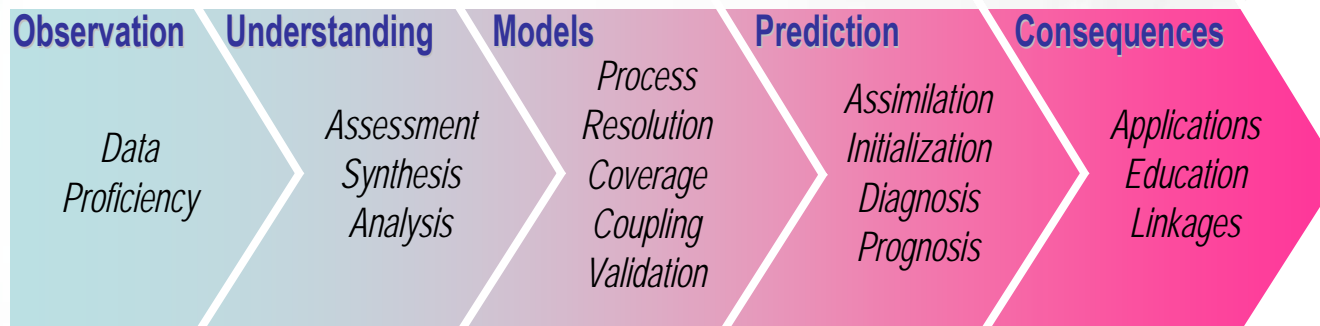 Observation
Data
Proficiency
Understanding
Assessment
Synthesis
Analysis
Models
Process
Resolution
Coverage
Coupling
Validation
Prediction
Assimilation
Initialization
Diagnosis
Prognosis
Consequences
Applications
Education
Linkages